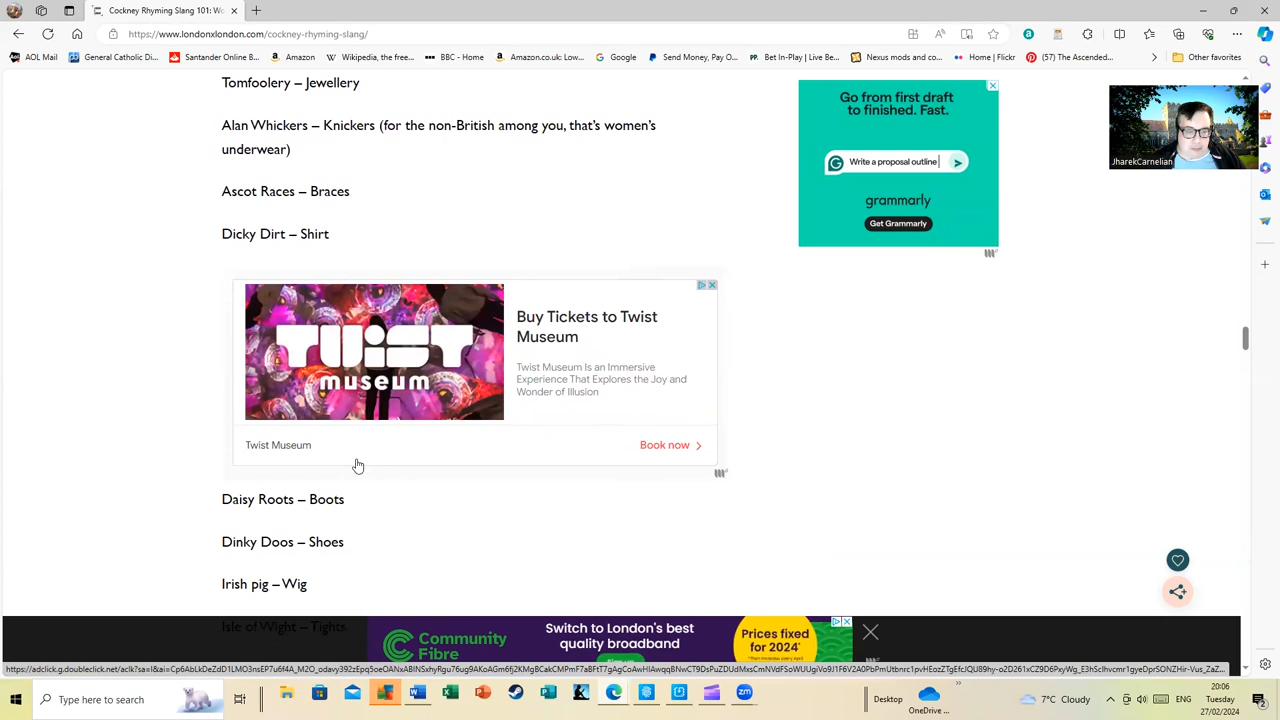 Cockney Rhyming Slang 101: Wo
https://www.londonxlondon.com/cockney-rhyming-slang/
AOL Mail
General Catholic Di...
Santander Online B...
Amazon
Wikipedia, the free...
BBC - Home
Amazon.co.uk: Low...
Google
Send Money, Pay O...
Bet In-Play | Live Be...
Nexus mods and co...
Home | Flickr
(57) The Ascended...
Other favorites
Tomfoolery – Jewellery
Alan Whickers – Knickers (for the non-British among you, that's women's
underwear)
Ascot Races – Braces
Dicky Dirt – Shirt
Go from first draft
to finished. Fast.
Write a proposal outline
grammarly
Get Grammarly
JharekCarnelian
TWIST
museum
Buy Tickets to Twist
Museum
Twist Museum Is an Immersive
Experience That Explores the Joy and
Wonder of Illusion
Twist Museum
Book now
Daisy Roots – Boots
Dinky Doos – Shoes
Irish pig – Wig
Isle of Wight – Tights
Community
Fibre
Switch to London's best
quality broadband
Prices fixed
for 2024*
Type here to search
Desktop
OneDrive ...
7°C Cloudy
ENG
20:06
Tuesday
27/02/2024